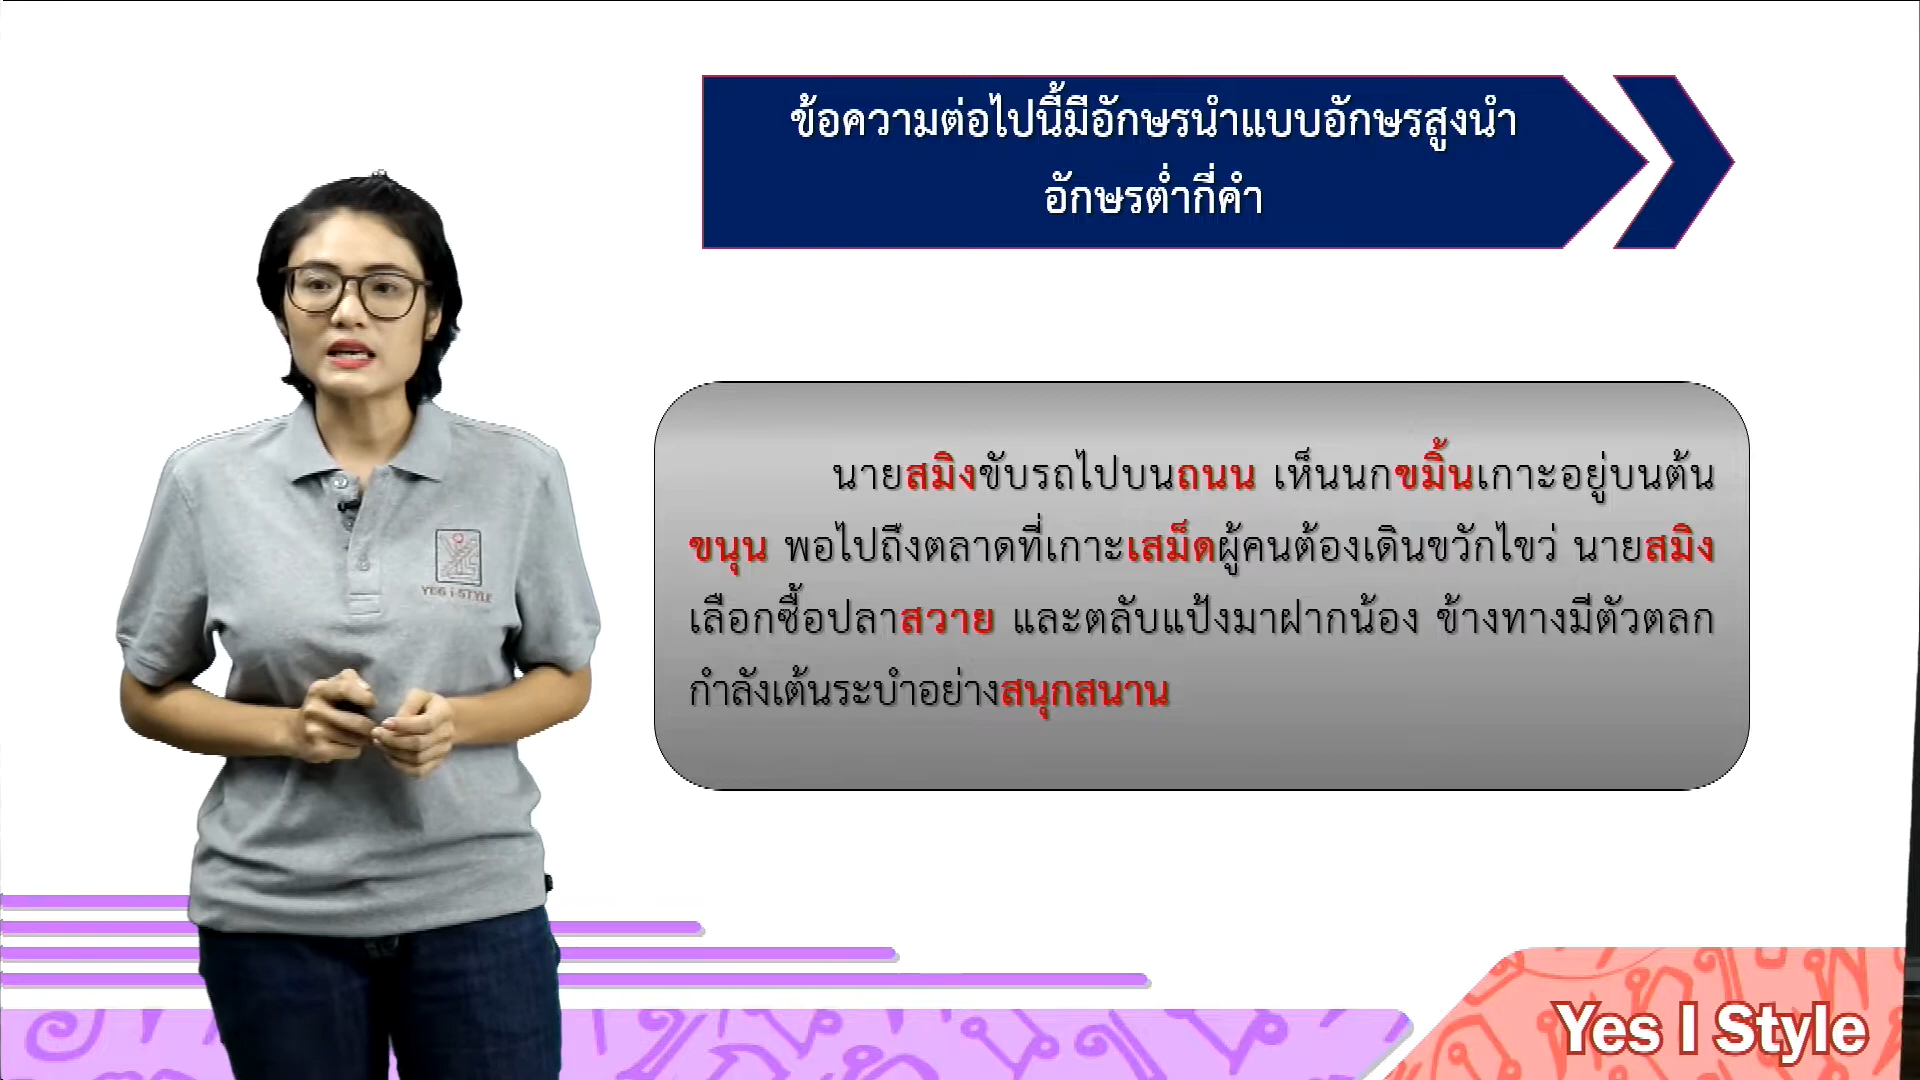 ข้อความต่อไปนี้มีอักษรนำแบบอักษรสูงนำ
อักษรต่ำกี่คำ
นายสมิงขับรถไปบนถนน เห็นนกขมิ้นเกาะอยู่บนต้น
ขนุน พอไปถึงตลาดที่เกาะเสม็ดผู้คนต้องเดินขวักไขว่ นายสมิง
เลือกซื้อปลาสวาย และตลับแป้งมาฝากน้อง ข้างทางมีตัวตลก
กำลังเต้นระบำอย่างสนุกสนาน
YES i STYLE
Yes I Style